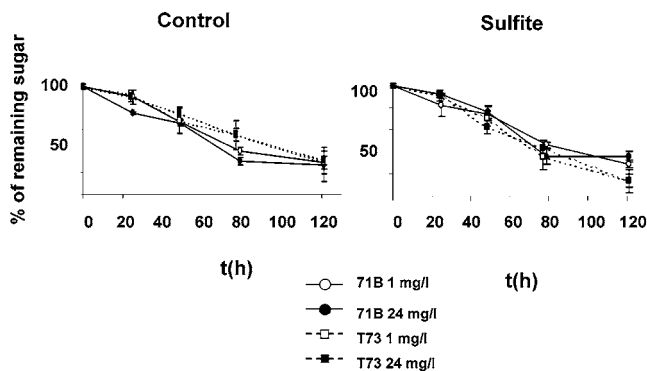 Control
Sulfite
% of remaining sugar
100
50
0 20 40 60 80 100 120
t(h)
100
50
0 20 40 60 80 100 120
t(h)
71B 1 mg/l
71B 24 mg/l
T73 1 mg/l
T73 24 mg/l